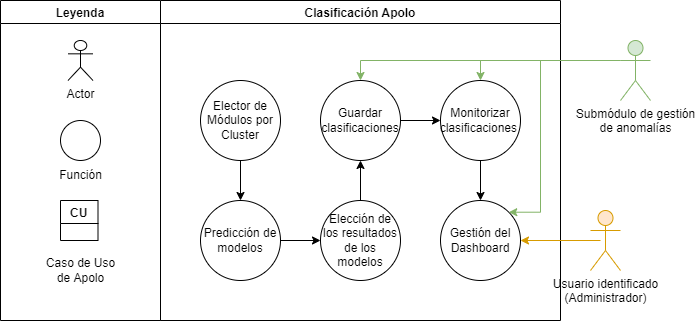 Leyenda
Clasificación Apolo
Actor
Función
CU
Caso de Uso
de Apolo
Elector de
Módulos por
Cluster
Guardar
clasificaciones
Monitorizar
clasificaciones
Predicción de
modelos
Elección de
los resultados
de los
modelos
Gestión del
Dashboard
Submódulo de gestión
de anomalías
Usuario identificado
(Administrador)